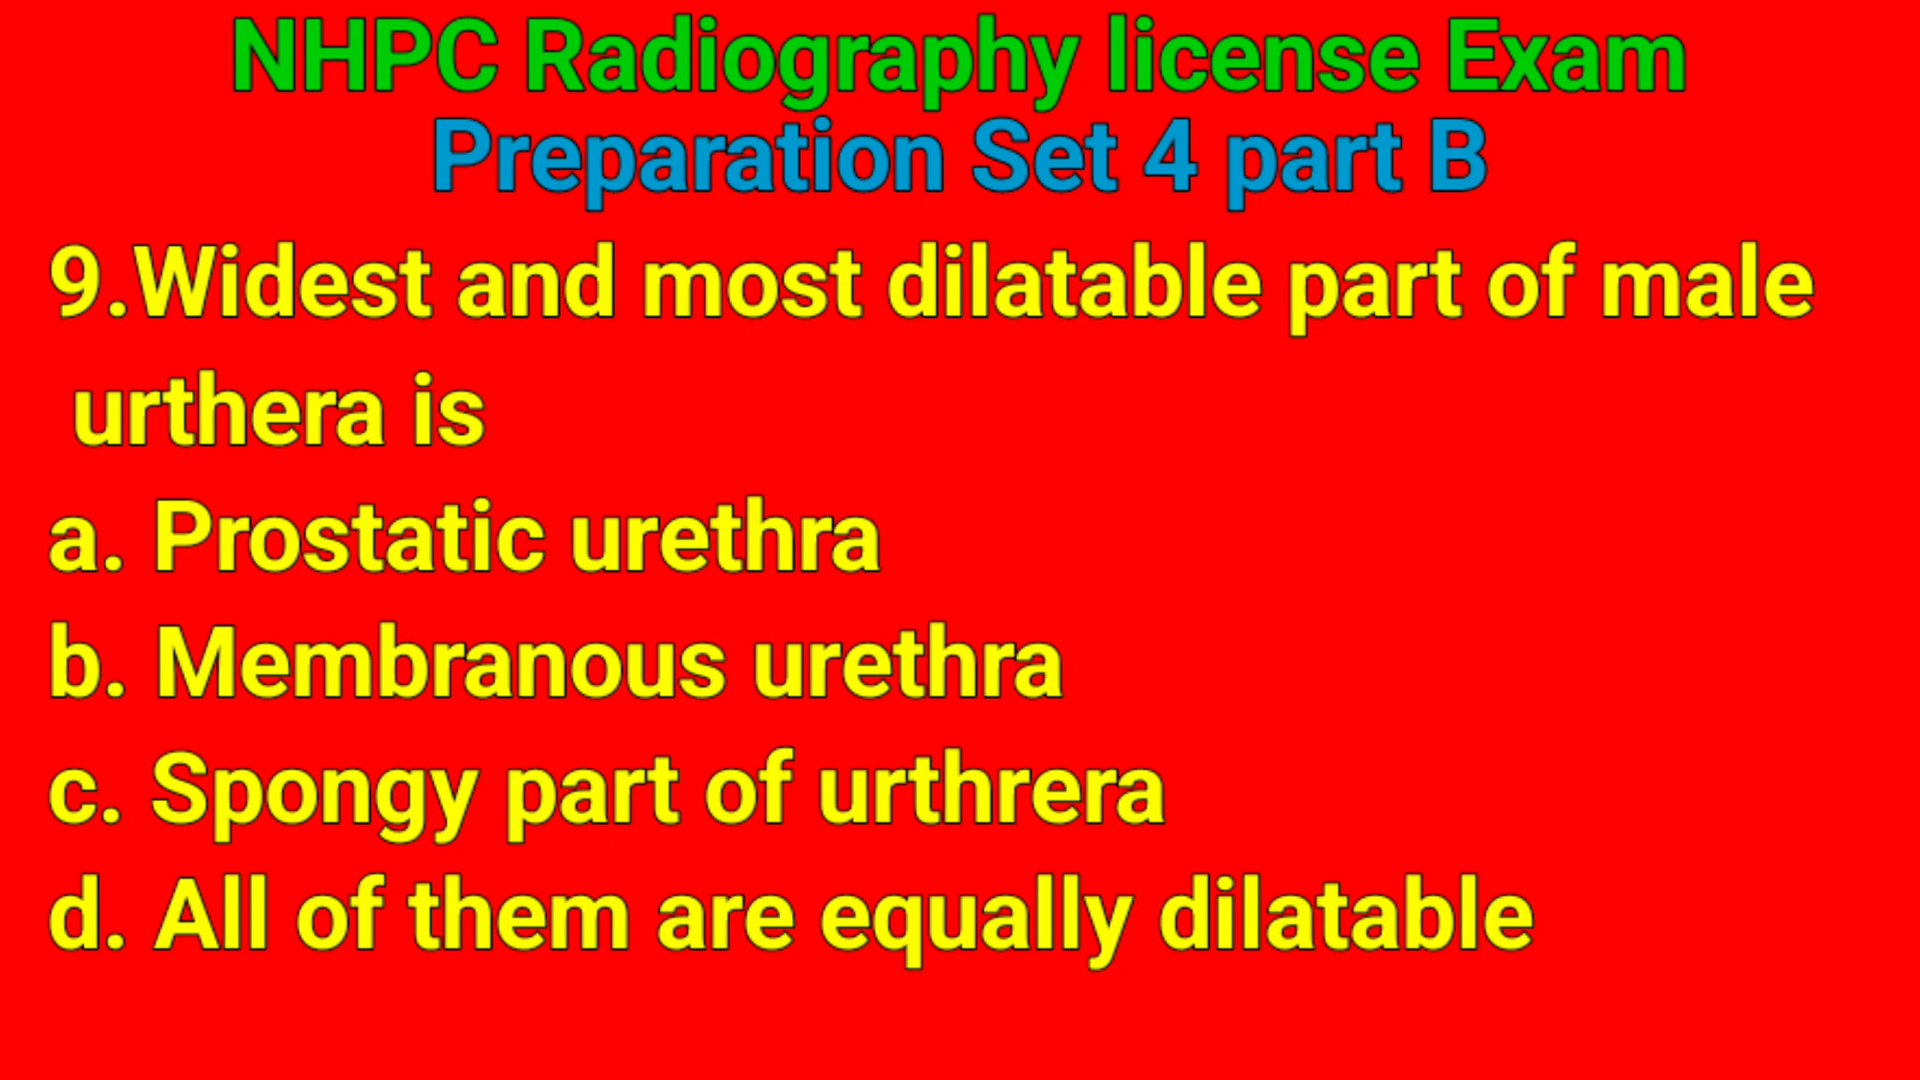 NHPC Radiography license Exam
Preparation Set 4 part B
9.Widest and most dilatable part of male
urthera is
a. Prostatic urethra
b. Membranous urethra
c. Spongy part of urthrera
d. All of them are equally dilatable